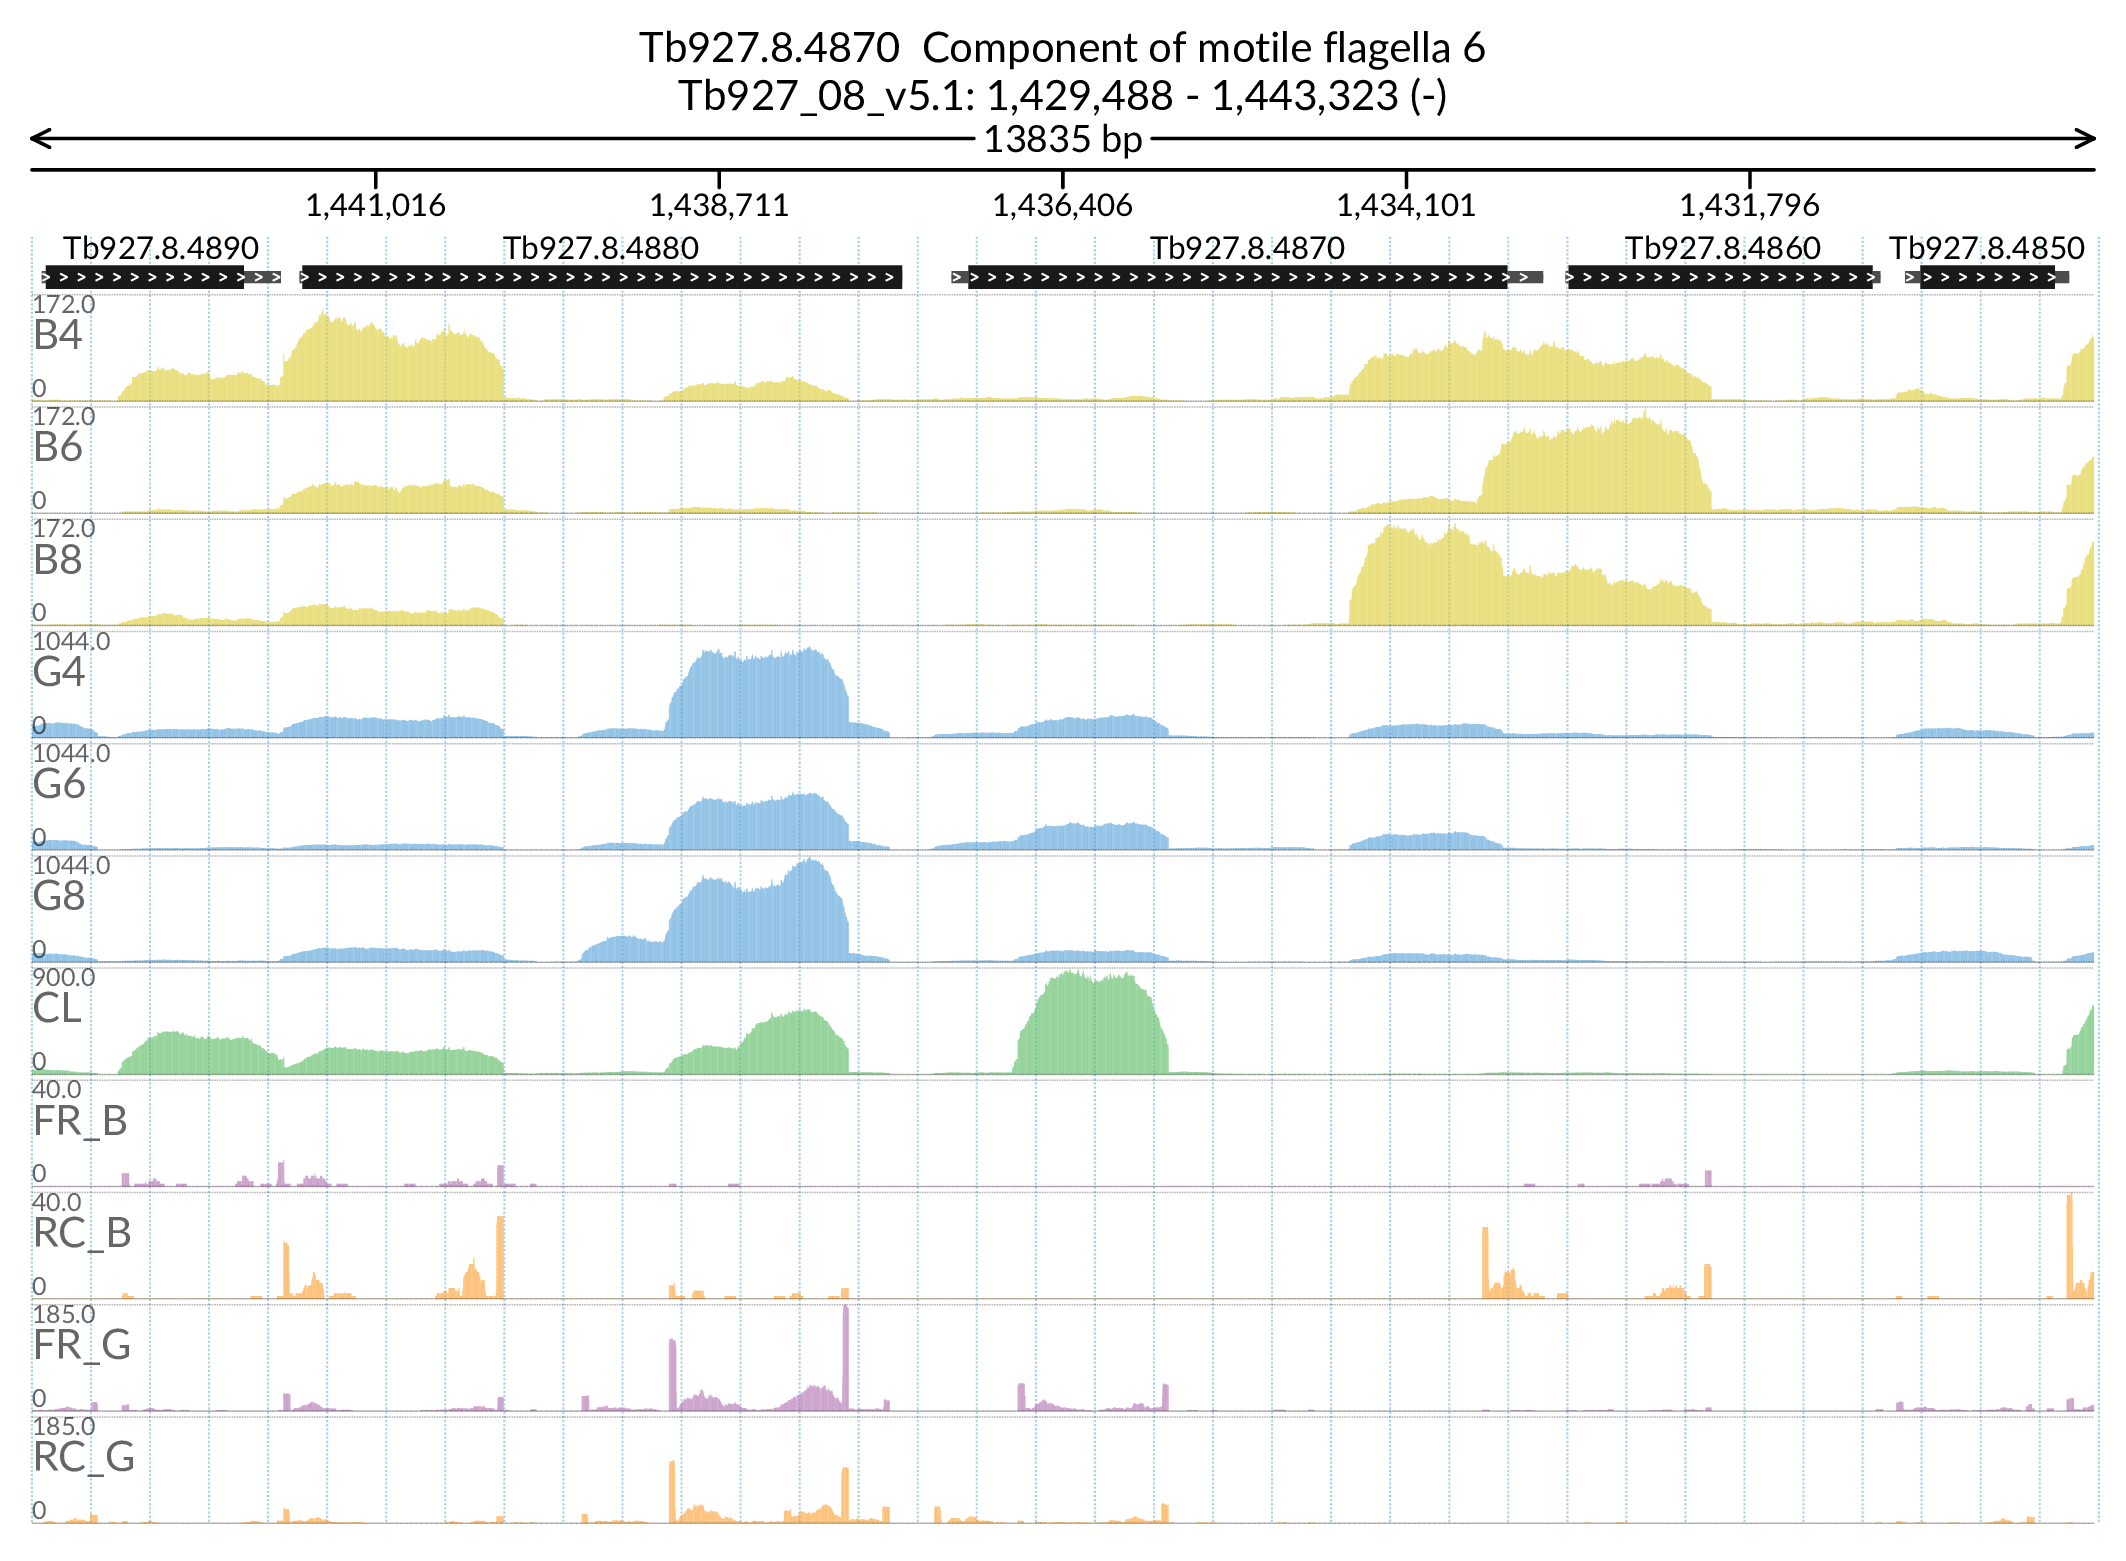 Tb927.8.4870  Component of motile flagella 6
Tb927_08_v5.1: 1,429,488 - 1,443,323 (-)
13835 bp
1,441,016 1,438,711 1,436,406 1,434,101 1,431,796
Tb927.8.4890 Tb927.8.4880 Tb927.8.4870 Tb927.8.4860 Tb927.8.4850
172.0
B4
0
172.0
B6
0
172.0
B8
0
1044.0
G4
0
1044.0
G6
0
1044.0
G8
0
900.0
CL
0
40.0
FR_B
0
40.0
RC_B
0
185.0
FR_G
0
185.0
RC_G
0